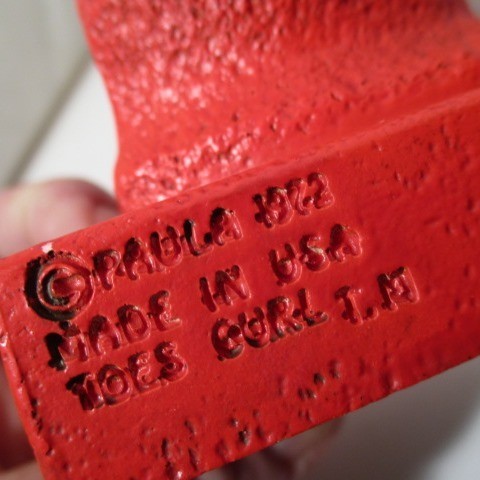 © PAULA 1972
MADE IN USA
TOES CURL I.N